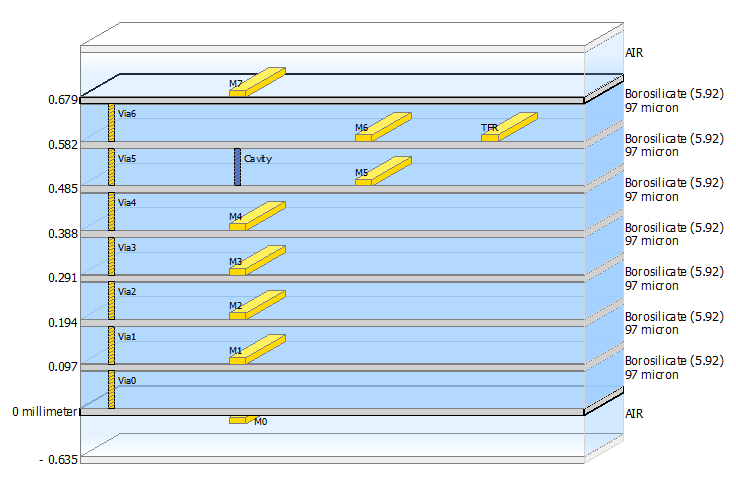 AIR
M7
0.679
Borosilicate (5.92)
97 micron
Via6
M6
TFR
0.582
Borosilicate (5.92)
97 micron
Via5
Cavity
M5
0.485
Borosilicate (5.92)
97 micron
Via4
M4
0.388
Borosilicate (5.92)
97 micron
Via3
M3
0.291
Borosilicate (5.92)
97 micron
Via2
M2
0.194
Borosilicate (5.92)
97 micron
Via1
M1
0.097
Borosilicate (5.92)
97 micron
Via0
0 millimeter
AIR
M0
- 0.635